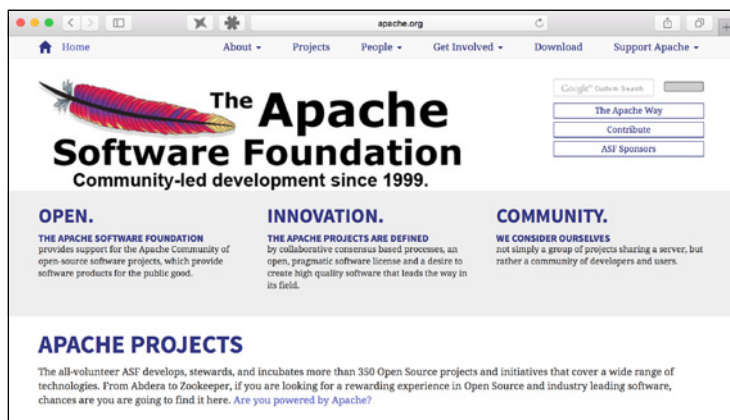 apache.org
Home
About
Projects
People
Get Involved
Download
Support Apache
Google™ Custom Search
The Apache Way
Contribute
ASF Sponsors
The Apache
Software Foundation
Community-led development since 1999.
OPEN.
THE APACHE SOFTWARE FOUNDATION
provides support for the Apache Community of
open-source software projects, which provide
software products for the public good.
INNOVATION.
THE APACHE PROJECTS ARE DEFINED
by collaborative consensus based processes, an
open, pragmatic software license and a desire to
create high quality software that leads the way in
its field.
COMMUNITY.
WE CONSIDER OURSELVES
not simply a group of projects sharing a server, but
rather a community of developers and users.
APACHE PROJECTS
The all-volunteer ASF develops, stewards, and incubates more than 350 Open Source projects and initiatives that cover a wide range of
technologies. From Abdera to Zookeeper, if you are looking for a rewarding experience in Open Source and industry leading software,
chances are you are going to find it here. Are you powered by Apache?